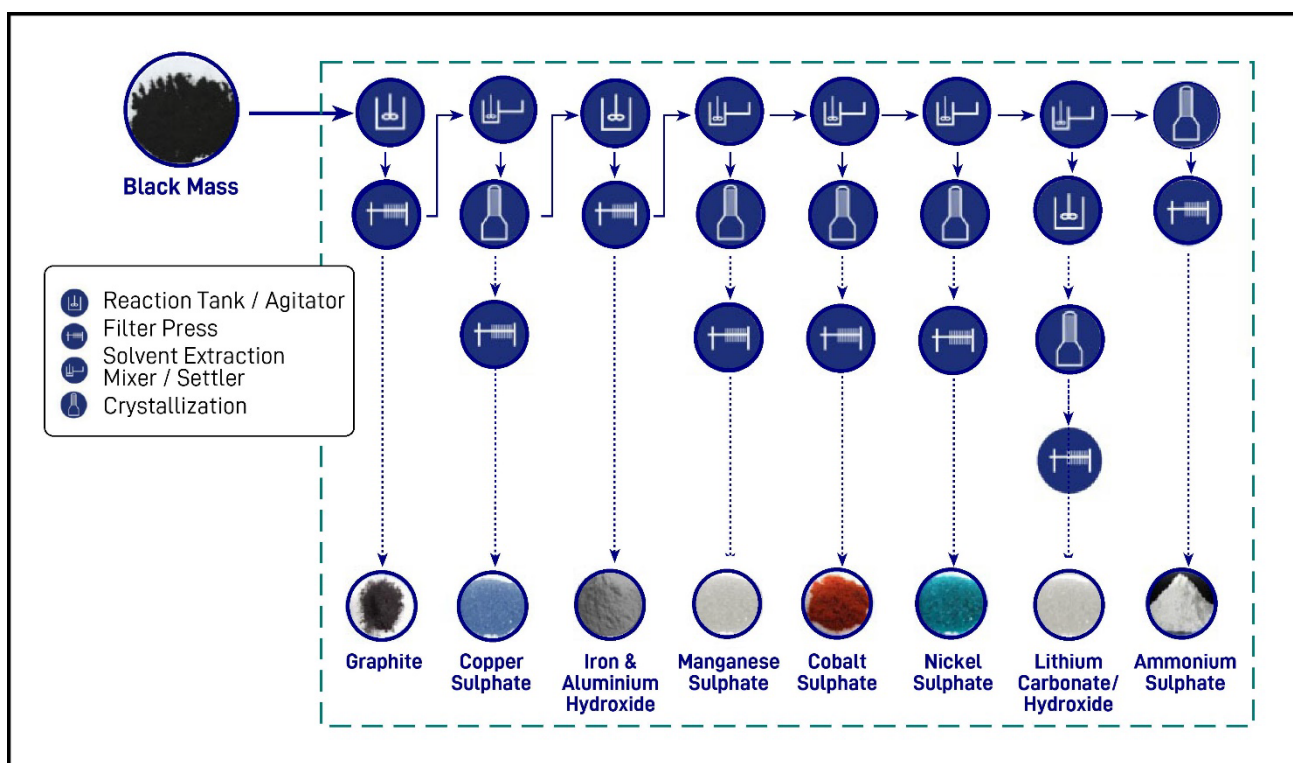 Black Mass
Reaction Tank / Agitator
Filter Press
Solvent Extraction
Mixer / Settler
Crystallization
Graphite
Copper
Sulphate
Iron &
Aluminium
Hydroxide
Manganese
Sulphate
Cobalt
Sulphate
Nickel
Sulphate
Lithium
Carbonate/
Hydroxide
Ammonium
Sulphate